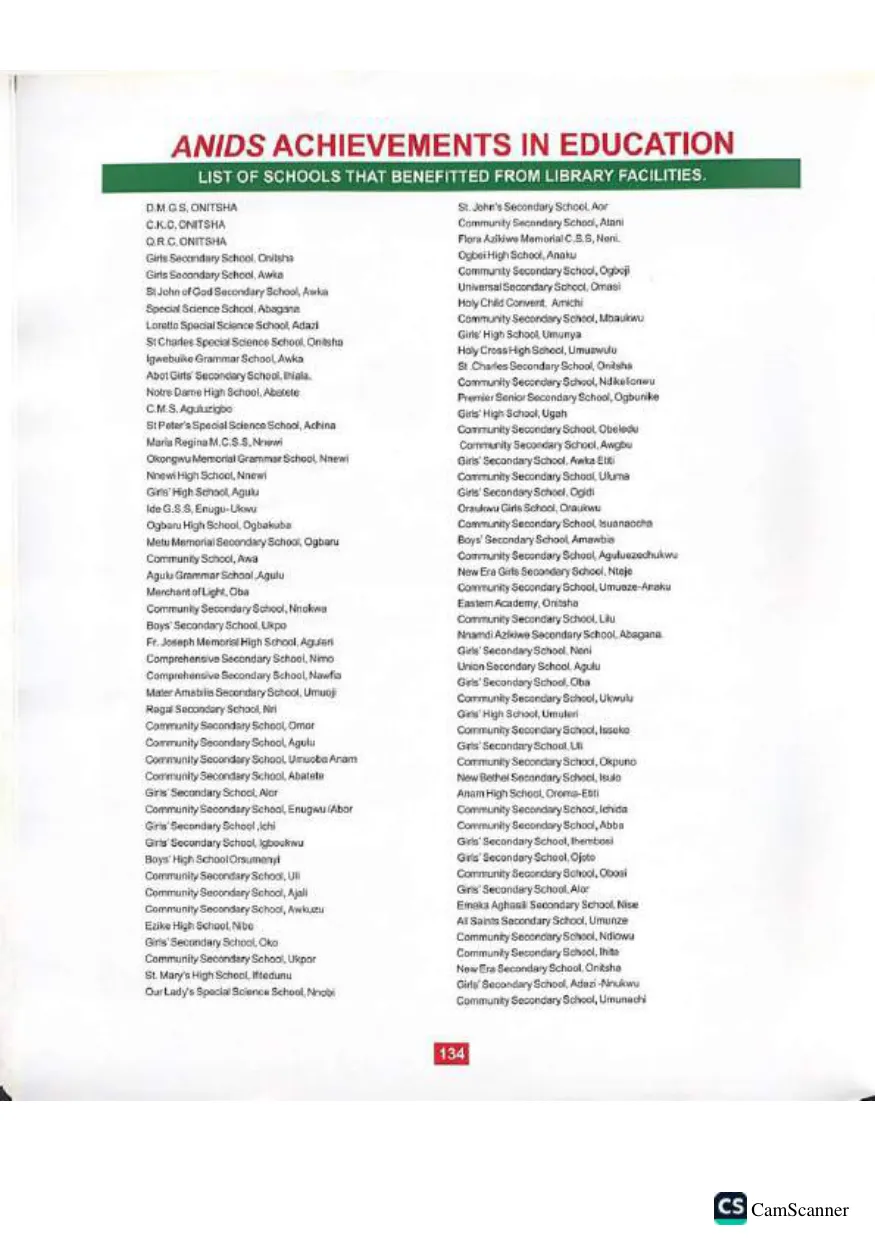 ANIDS ACHIEVEMENTS IN EDUCATION
LIST OF SCHOOLS THAT BENEFITTED FROM LIBRARY FACILITIES.
D.M.G.S, ONITSHA
C.K.C, ONITSHA
Q.R.C, ONITSHA
Girls Secondary School, Onitsha
Girls Secondary School, Awka
St John of God Secondary School, Awka
Special Science School, Abagana
Loretto Special Science School, Adazi
St Charles Special Science School, Onitsha
Igwebuike Grammar School, Awka
Abot Girls' Secondary School, Ihiala.
Notre Dame High School, Abatete
C.M.S, Aguluzigbo
St Peter's Special Science School, Achina
Maria Regina M.C.S.S, Nnewi
Okongwu Memorial Grammar School, Nnewi
Nnewi High School, Nnewi
Girls' High School, Agulu
Ide G.S.S, Enugu-Ukwu
Ogbaru High School, Ogbakuba
Metu Memorial Secondary School, Ogbaru
Community School, Awa
Agulu Grammar School ,Agulu
Merchant of Light, Oba
Community Secondary School, Nnokwa
Boys' Secondary School, Ukpo
Fr. Joseph Memorial High School, Aguleri
Comprehensive Secondary School, Nimo
Comprehensive Secondary School, Nawfia
Mater Amabilis Secondary School, Umuoji
Regal Secondary School, Nri
Community Secondary School, Omor
Community Secondary School, Agulu
Community Secondary School, Umuoba Anam
Community Secondary School, Abatete
Girls' Secondary School, Alor
Community Secondary School, Enugwu /Abor
Girls' Secondary School ,Ichi
Girls' Secondary School, Igboukwu
Boys' High School Orsumenyi
Community Secondary School, Uli
Community Secondary School, Ajali
Community Secondary School, Awkuzu
Ezike High School, Nibo
Girls' Secondary School, Oko
Community Secondary School, Ukpor
St. Mary's High School, Ifitedunu
Our Lady's Special Science School, Nnobi
St. John's Secondary School, Aor
Community Secondary School, Atani
Flora Azikiwe Memorial C.S.S, Neni.
Ogbei High School, Anaku
Community Secondary School, Ogboji
Universal Secondary School, Omasi
Holy Child Convent, Amichi
Community Secondary School, Mbaukwu
Girls' High School, Umunya
Holy Cross High School, Umuawulu
St .Charles Secondary School, Onitsha
Community Secondary School, Ndikelionwu
Premier Senior Secondary School, Ogbunike
Girls' High School, Ugah
Community Secondary School, Obeledu
Community Secondary School, Awgbu
Girls' Secondary School, Awka Etiti
Community Secondary School, Uluma
Girls' Secondary School, Ogidi
Oraukwu Girls School, Oraukwu
Community Secondary School, Isuanaocha
Boys' Secondary School, Amawbia
Community Secondary School, Aguluezechukwu
New Era Girls Secondary School, Nteje
Community Secondary School, Umueze-Anaku
Eastern Academy, Onitsha
Community Secondary School, Lilu
Nnamdi Azikiwe Secondary School, Abagana.
Girls' Secondary School, Neni
Union Secondary School, Agulu
Girls' Secondary School, Oba
Community Secondary School, Ukwulu
Girls' High School, Umuleri
Community Secondary School, Isseke
Girls' Secondary School, Uli
Community Secondary School, Okpuno
New Bethel Secondary School, Isulo
Anam High School, Oroma-Etiti
Community Secondary School, Ichida
Community Secondary School, Abba
Girls' Secondary School, Ihembosi
Girls' Secondary School, Ojoto
Community Secondary School, Obosi
Girls' Secondary School, Alor
Emeka Aghasili Secondary School, Nise
All Saints Secondary School, Umunze
Community Secondary School, Ndiowu
Community Secondary School, Ihite
New Era Secondary School, Onitsha
Girls' Secondary School, Adazi -Nnukwu
Community Secondary School, Umunachi
134
CS CamScanner